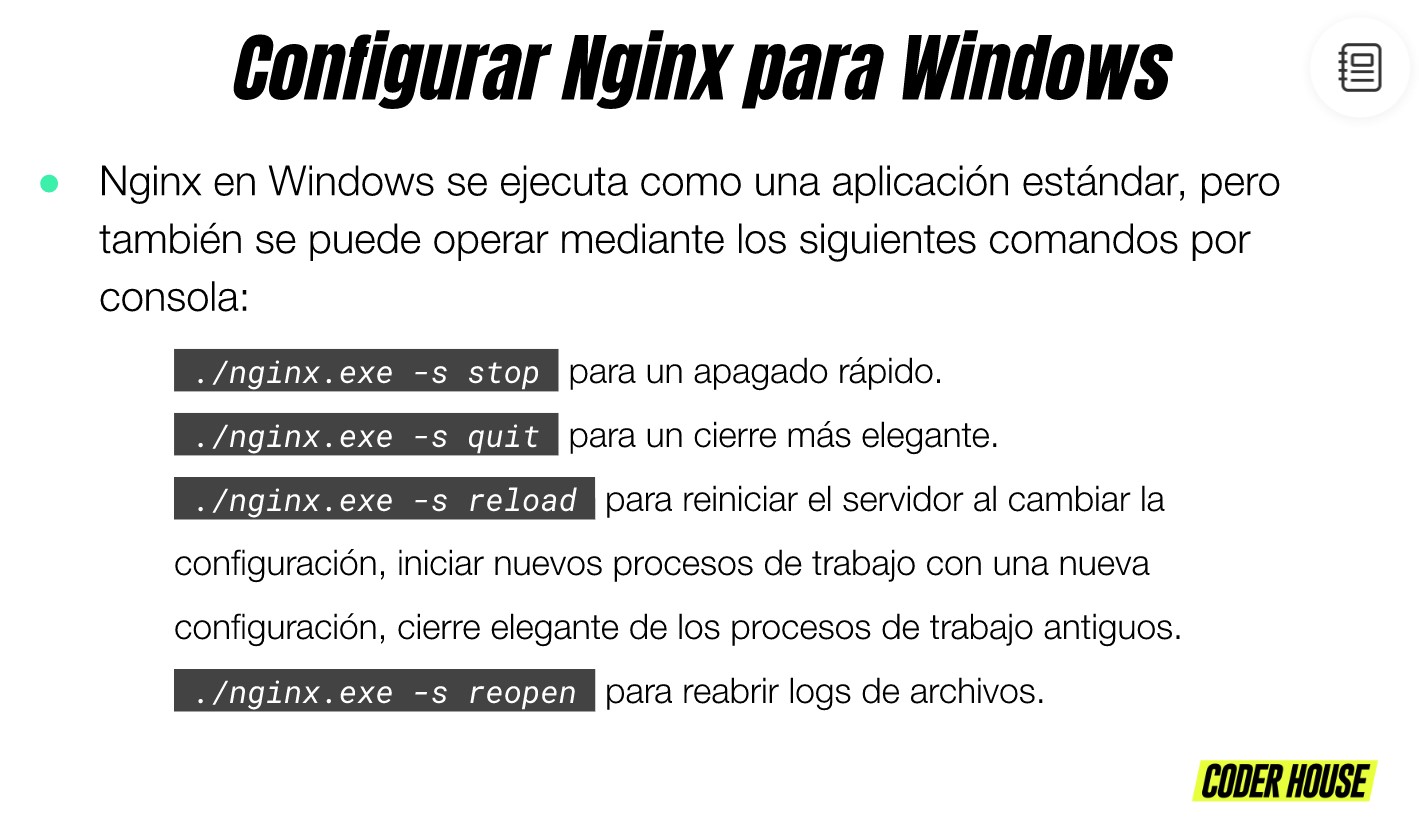 Configurar Nginx para Windows
Nginx en Windows se ejecuta como una aplicación estándar, pero
también se puede operar mediante los siguientes comandos por
consola:
./nginx.exe -s stop para un apagado rápido.
./nginx.exe -s quit para un cierre más elegante.
./nginx.exe -s reload para reiniciar el servidor al cambiar la
configuración, iniciar nuevos procesos de trabajo con una nueva
configuración, cierre elegante de los procesos de trabajo antiguos.
./nginx.exe -s reopen para reabrir logs de archivos.
CODER HOUSE